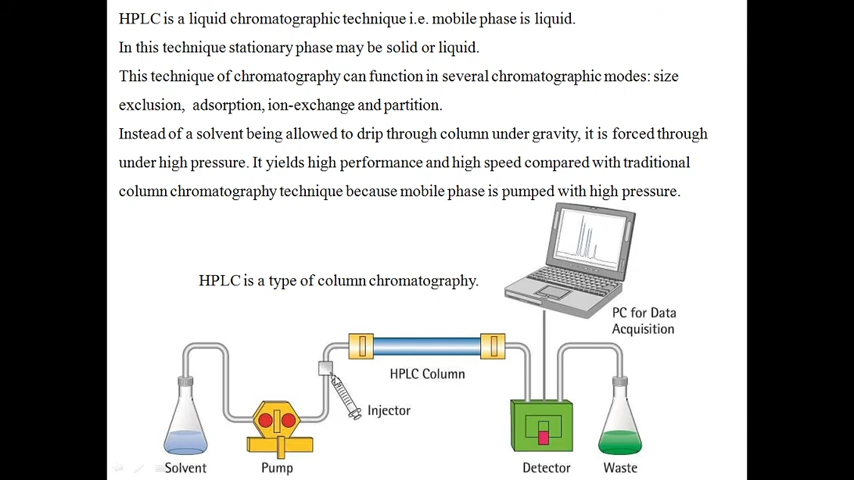 HPLC is a liquid chromatographic technique i.e. mobile phase is liquid.
In this technique stationary phase may be solid or liquid.
This technique of chromatography can function in several chromatographic modes: size
exclusion, adsorption, ion-exchange and partition.
Instead of a solvent being allowed to drip through column under gravity, it is forced through
under high pressure. It yields high performance and high speed compared with traditional
column chromatography technique because mobile phase is pumped with high pressure.
HPLC is a type of column chromatography.
PC for Data
Acquisition
HPLC Column
Injector
Solvent
Pump
Detector
Waste